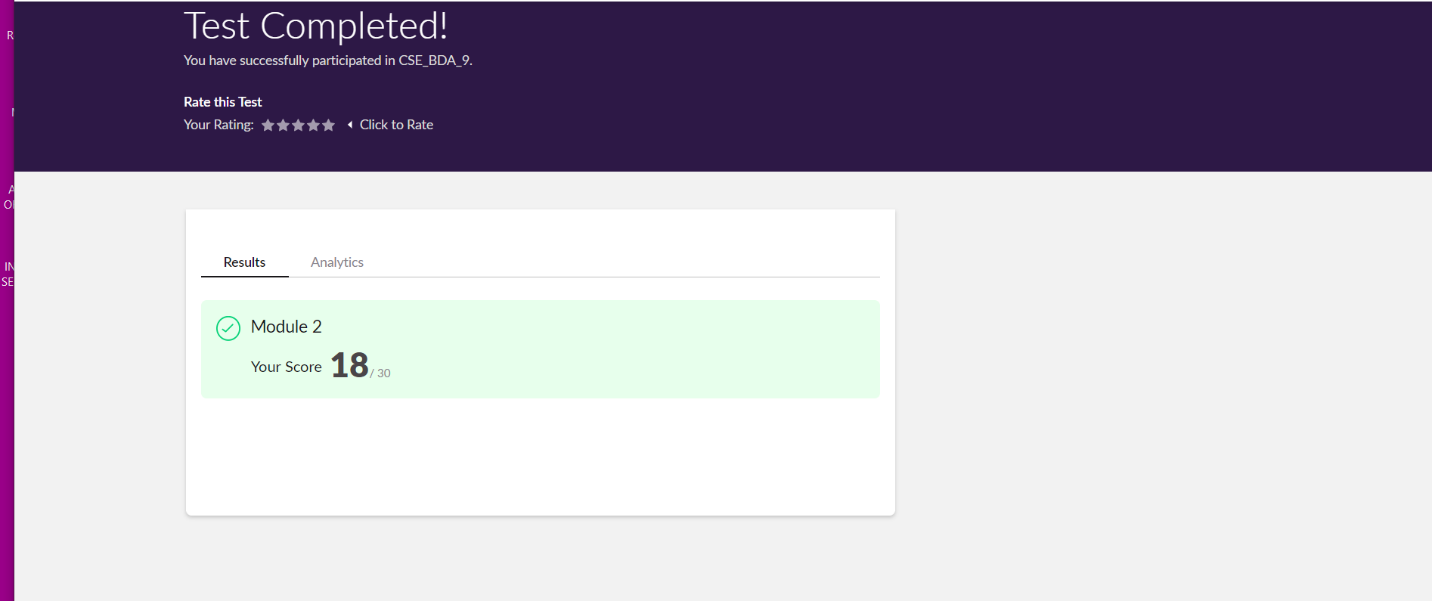 Test Completed!
You have successfully participated in CSE_BDA_9.
Rate this Test
Your Rating: Click to Rate
Results Analytics
Module 2
Your Score 18 / 30